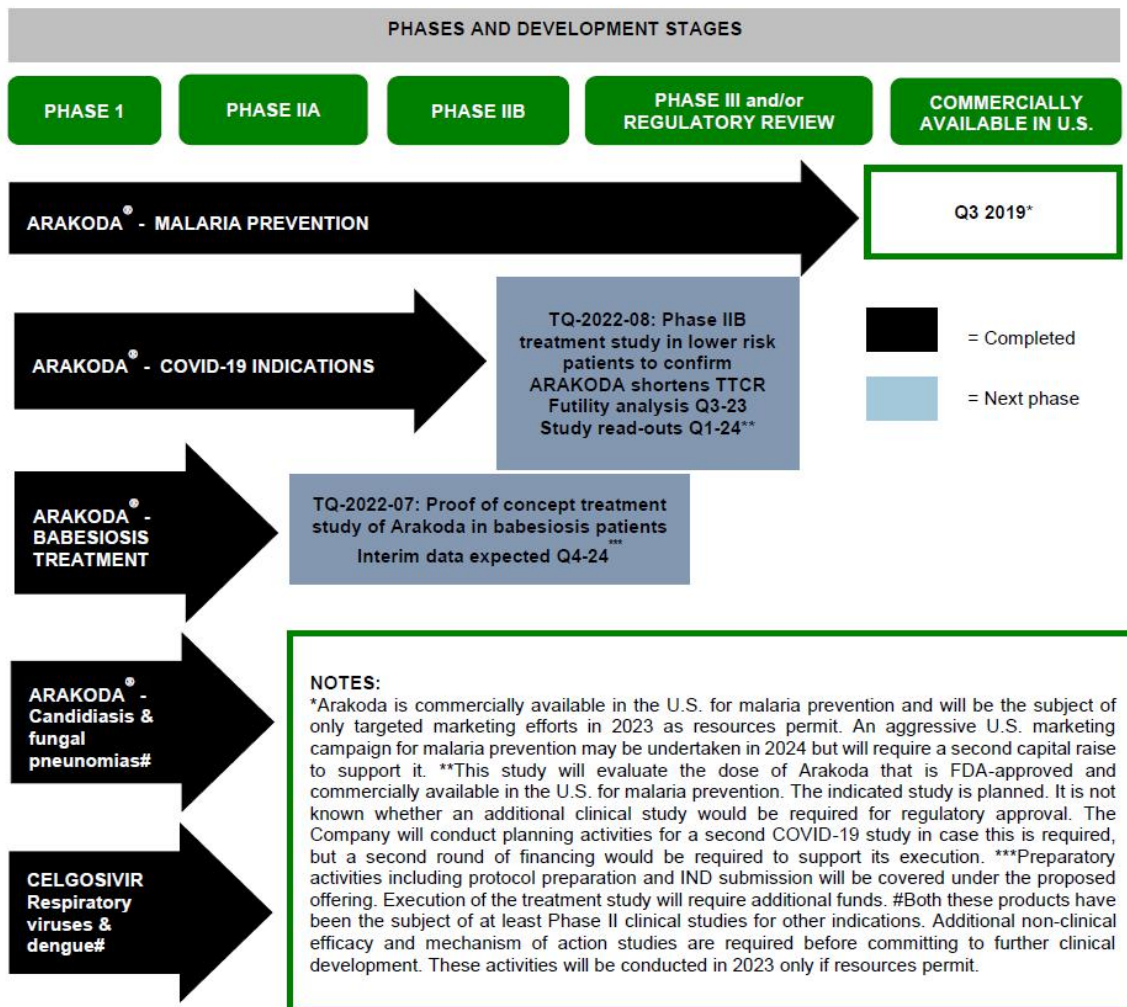 PHASES AND DEVELOPMENT STAGES
PHASE 1
PHASE IIA
PHASE IIB
PHASE III and/or
REGULATORY REVIEW
COMMERCIALLY
AVAILABLE IN U.S.
ARAKODA® - MALARIA PREVENTION
Q3 2019*
ARAKODA® - COVID-19 INDICATIONS
TQ-2022-08: Phase IIB
treatment study in lower risk
patients to confirm
ARAKODA shortens TTCR
Futility analysis Q3-23
Study read-outs Q1-24**
= Completed
= Next phase
ARAKODA® -
BABESIOSIS
TREATMENT
TQ-2022-07: Proof of concept treatment
study of Arakoda in babesiosis patients
Interim data expected Q4-24***
ARAKODA® -
Candidiasis &
fungal
pneunomias#
CELGOSIVIR
Respiratory
viruses &
dengue#
NOTES:
*Arakoda is commercially available in the U.S. for malaria prevention and will be the subject of
only targeted marketing efforts in 2023 as resources permit. An aggressive U.S. marketing
campaign for malaria prevention may be undertaken in 2024 but will require a second capital raise
to support it. **This study will evaluate the dose of Arakoda that is FDA-approved and
commercially available in the U.S. for malaria prevention. The indicated study is planned. It is not
known whether an additional clinical study would be required for regulatory approval. The
Company will conduct planning activities for a second COVID-19 study in case this is required,
but a second round of financing would be required to support its execution. ***Preparatory
activities including protocol preparation and IND submission will be covered under the proposed
offering. Execution of the treatment study will require additional funds. #Both these products have
been the subject of at least Phase II clinical studies for other indications. Additional non-clinical
efficacy and mechanism of action studies are required before committing to further clinical
development. These activities will be conducted in 2023 only if resources permit.